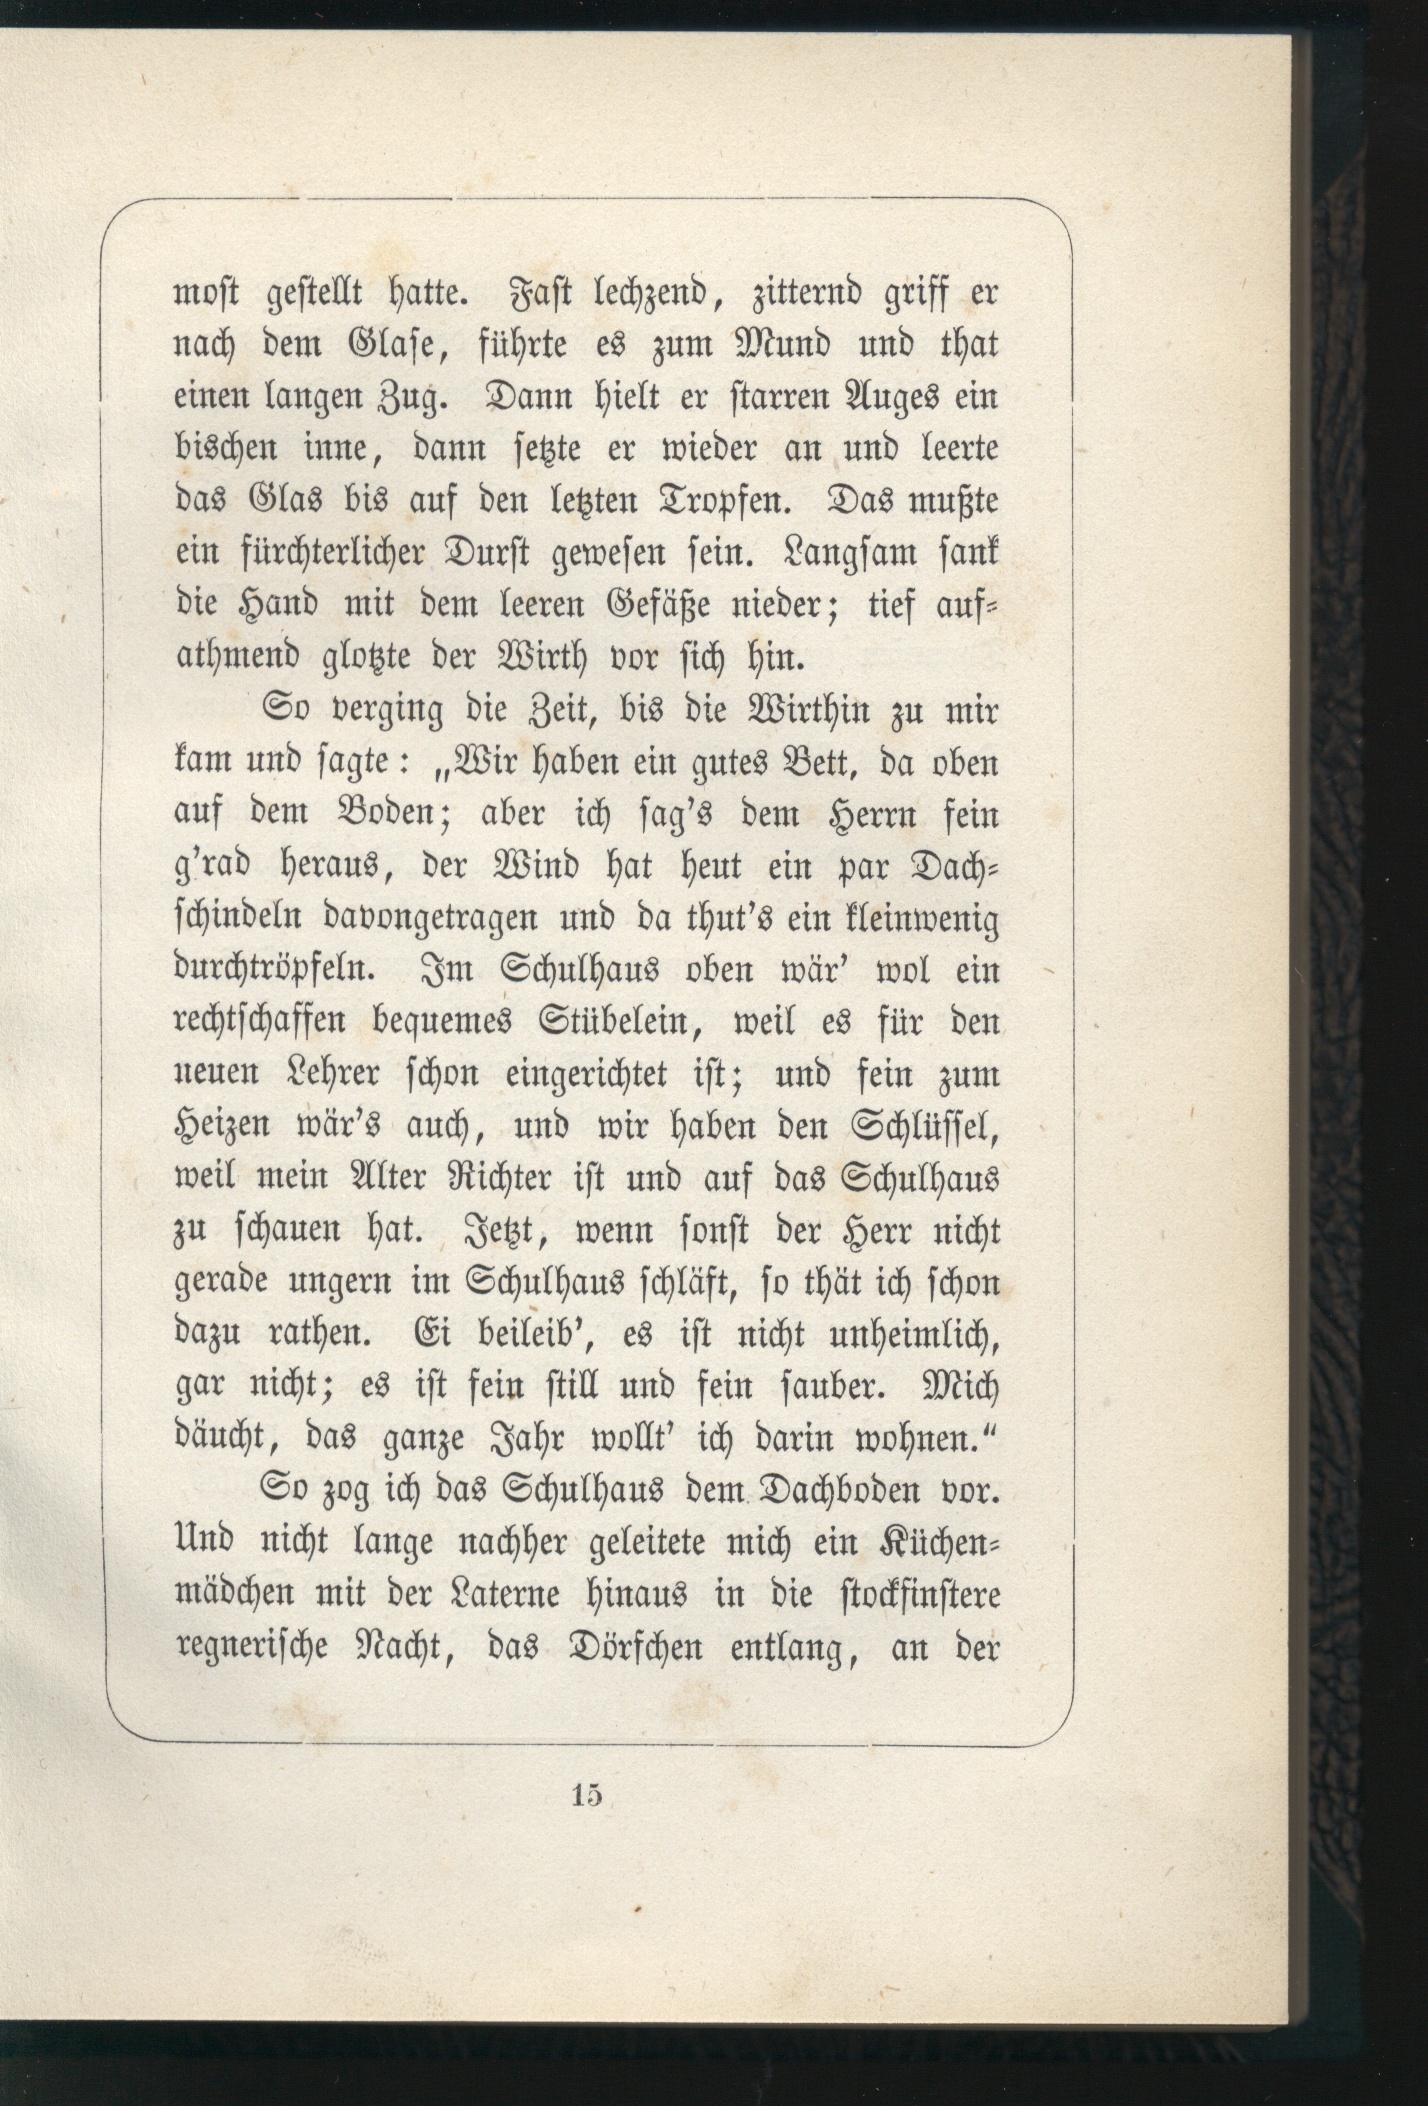 most gestellt hatte. Fast lechzend, zitternd griff er
nach dem Glase, führte es zum Mund und that
einen langen Zug. Dann hielt er starren Auges ein
bischen inne, dann setzte er wieder an und leerte
das Glas bis auf den letzten Tropfen. Das mußte
ein fürchterlicher Durst gewesen sein. Langsam sank
die Hand mit dem leeren Gefäße nieder; tief auf-
athmend glotzte der Wirth vor sich hin.
So verging die Zeit, bis die Wirthin zu mir
kam und sagte: „Wir haben ein gutes Bett, da oben
auf dem Boden; aber ich sag's dem Herrn fein
g'rad heraus, der Wind hat heut ein par Dach-
schindeln davongetragen und da thut's ein kleinwenig
durchtröpfeln. Im Schulhaus oben wär' wol ein
rechtschaffen bequemes Stübelein, weil es für den
neuen Lehrer schon eingerichtet ist; und fein zum
Heizen wär's auch, und wir haben den Schlüssel,
weil mein Alter Richter ist und auf das Schulhaus
zu schauen hat. Jetzt, wenn sonst der Herr nicht
gerade ungern im Schulhaus schläft, so thät ich schon
dazu rathen. Ei beileib', es ist nicht unheimlich,
gar nicht; es ist fein still und fein sauber. Mich
däucht, das ganze Jahr wollt' ich darin wohnen.“
So zog ich das Schulhaus dem Dachboden vor.
Und nicht lange nachher geleitete mich ein Küchen-
mädchen mit der Laterne hinaus in die stockfinstere
regnerische Nacht, das Dörfchen entlang, an der
15